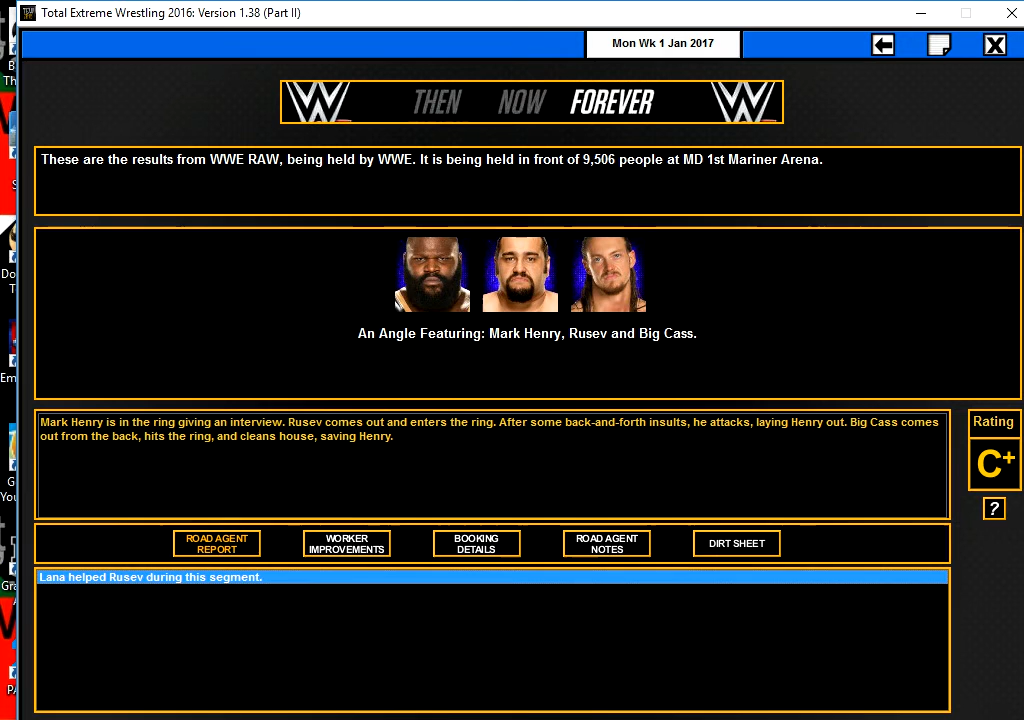 Total Extreme Wrestling 2016: Version 1.38 (Part II)
Mon Wk 1 Jan 2017
THEN NOW FOREVER
These are the results from WWE RAW, being held by WWE. It is being held in front of 9,506 people at MD 1st Mariner Arena.
An Angle Featuring: Mark Henry, Rusev and Big Cass.
Mark Henry is in the ring giving an interview. Rusev comes out and enters the ring. After some back-and-forth insults, he attacks, laying Henry out. Big Cass comes
out from the back, hits the ring, and cleans house, saving Henry.
Rating
C+
?
ROAD AGENT
REPORT
WORKER
IMPROVEMENTS
BOOKING
DETAILS
ROAD AGENT
NOTES
DIRT SHEET
Lana helped Rusev during this segment.